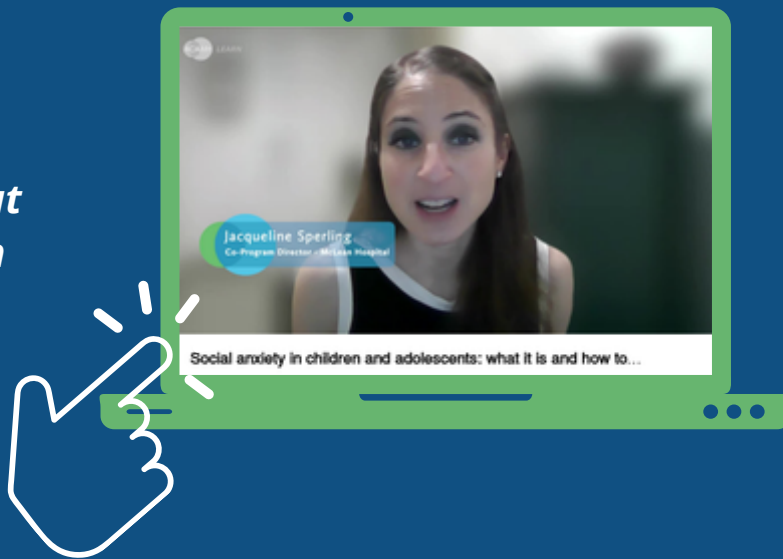 LEARN
Jacqueline Sperling
Co-Program Director - McLean Hospital
Social anxiety in children and adolescents: what it is and how to...